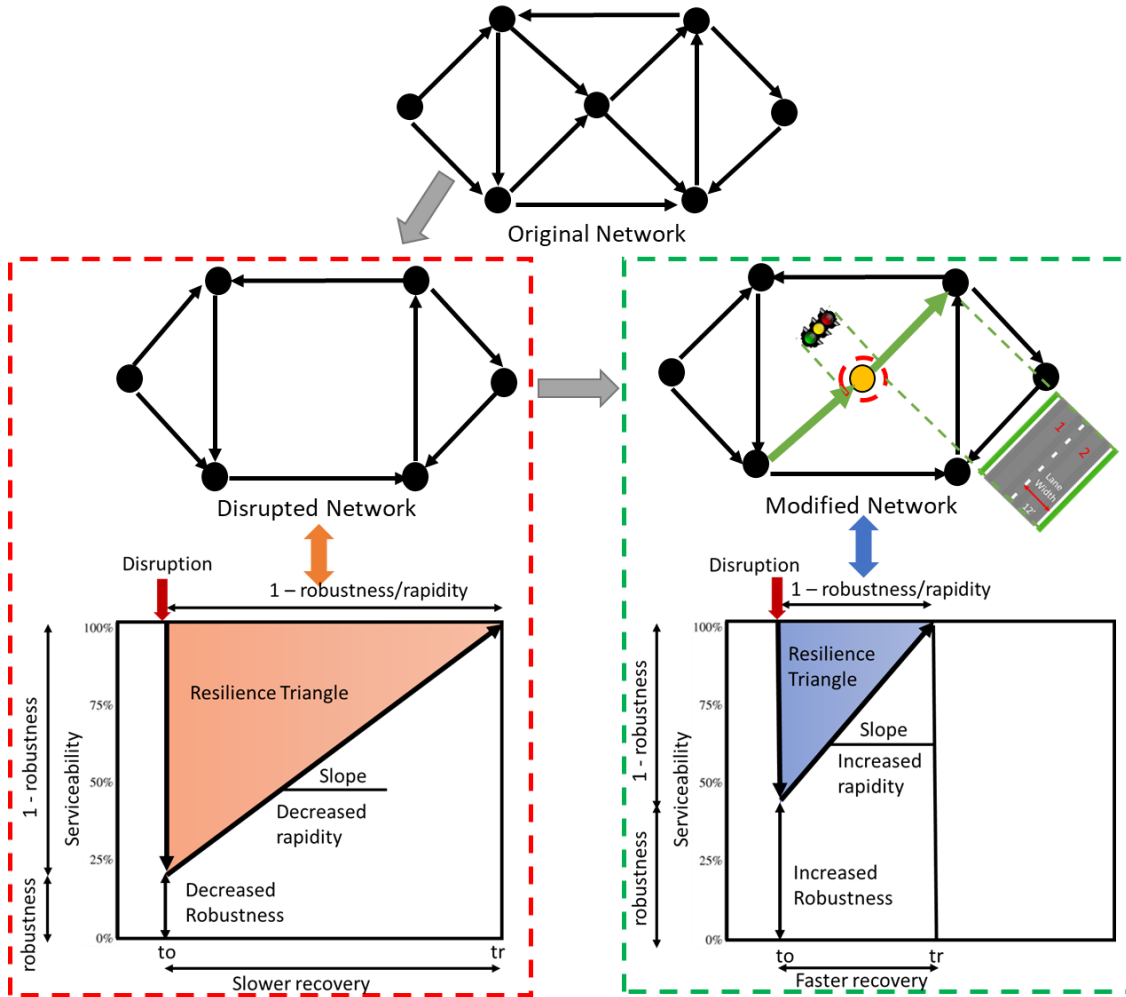 Original Network
Disrupted Network
Modified Network
1
2
Lane
Width
12'
Disruption
1 – robustness/rapidity
100%
75%
50%
25%
0%
1 - robustness
robustness
Serviceability
Resilience Triangle
Slope
Decreased
rapidity
Decreased
Robustness
to
tr
Slower recovery
Disruption
1 – robustness/rapidity
100%
75%
50%
25%
0%
1 - robustness
robustness
Serviceability
Resilience
Triangle
Slope
Increased
rapidity
Increased
Robustness
to
tr
Faster recovery